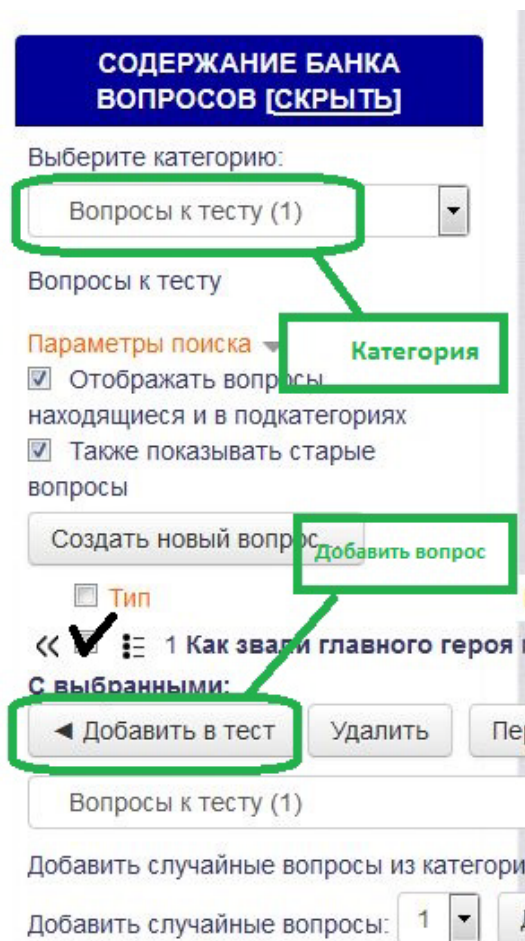 СОДЕРЖАНИЕ БАНКА
ВОПРОСОВ [СКРЫТЬ]
Выберите категорию:
Вопросы к тесту (1)
Вопросы к тесту
Параметры поиска
Категория
Отображать вопросы
находящиеся и в подкатегориях
Также показывать старые
вопросы
Создать новый вопрос
Добавить вопрос
Тип
1 Как звали главного героя
С выбранными:
◄ Добавить в тест Удалить
Вопросы к тесту (1)
Добавить случайные вопросы из
Добавить случайные вопросы: 1